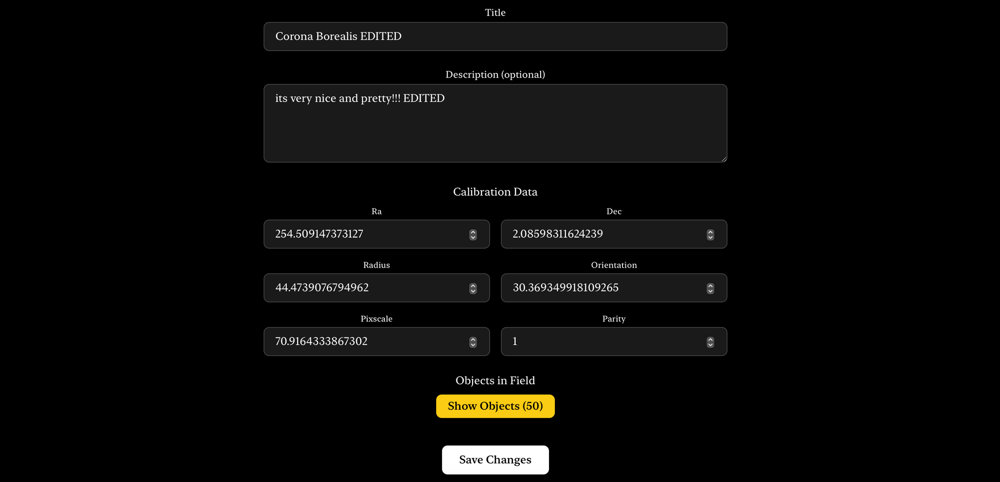 Title
Corona Borealis EDITED
Description (optional)
its very nice and pretty!!! EDITED
Calibration Data
Ra
Dec
254.509147373127
2.08598311624239
Radius
Orientation
44.4739076794962
30.369349918109265
Pixscale
Parity
70.9164333867302
1
Objects in Field
Show Objects (50)
Save Changes